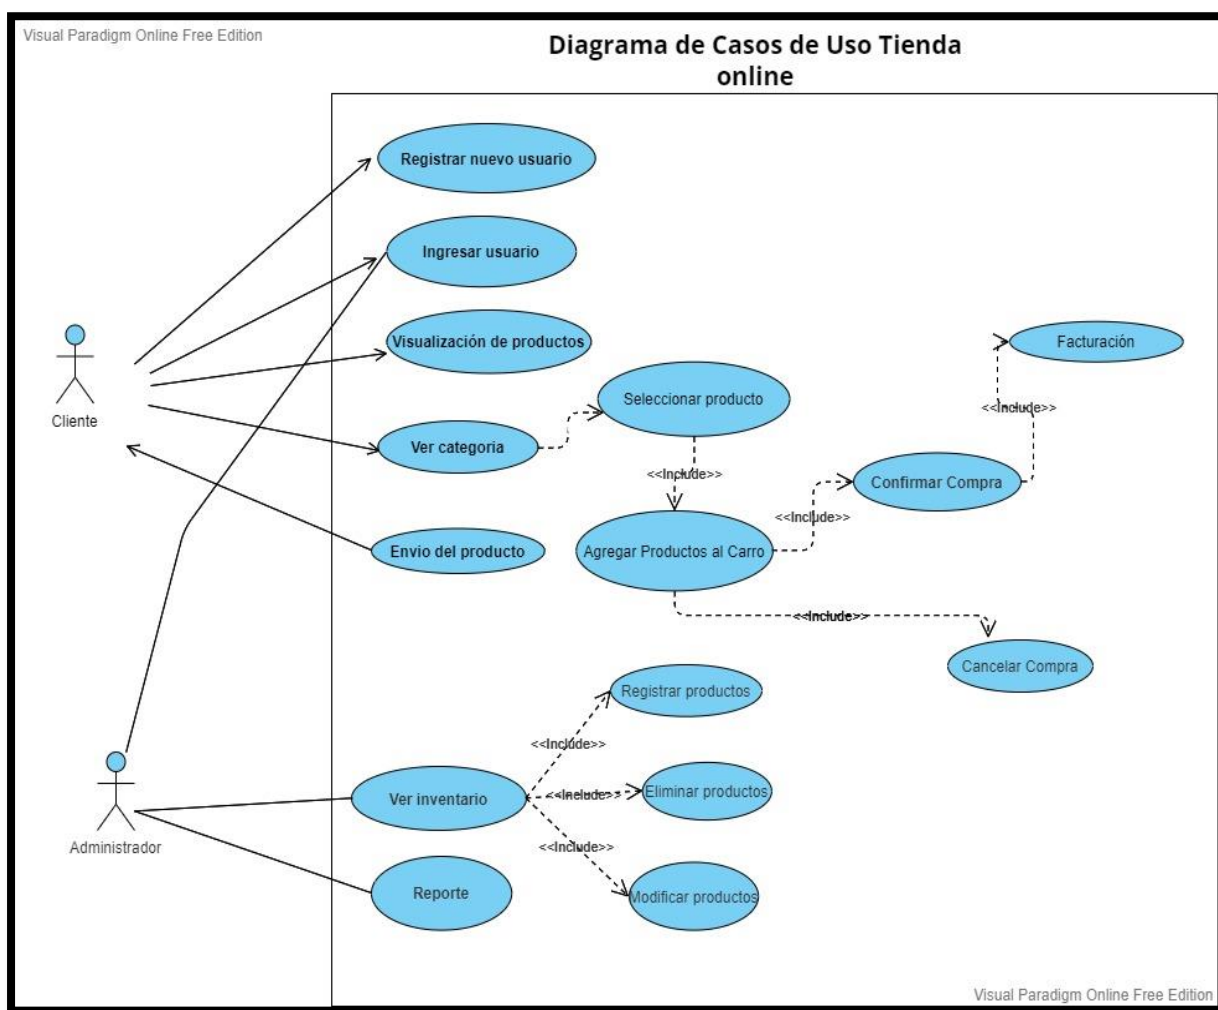 Visual Paradigm Online Free Edition
Diagrama de Casos de Uso Tienda
online
Registrar nuevo usuario
Ingresar usuario
Visualización de productos
Facturación
Seleccionar producto
<<Include>>
Cliente
Ver categoria
<<Include>>
Confirmar Compra
<<Include>>
Envio del producto
Agregar Productos al Carro
<<Include>>
Cancelar Compra
Registrar productos
<<Include>>
Ver inventario
<<Include>>
Eliminar productos
Administrador
<<Include>>
Reporte
Modificar productos
Visual Paradigm Online Free Edition